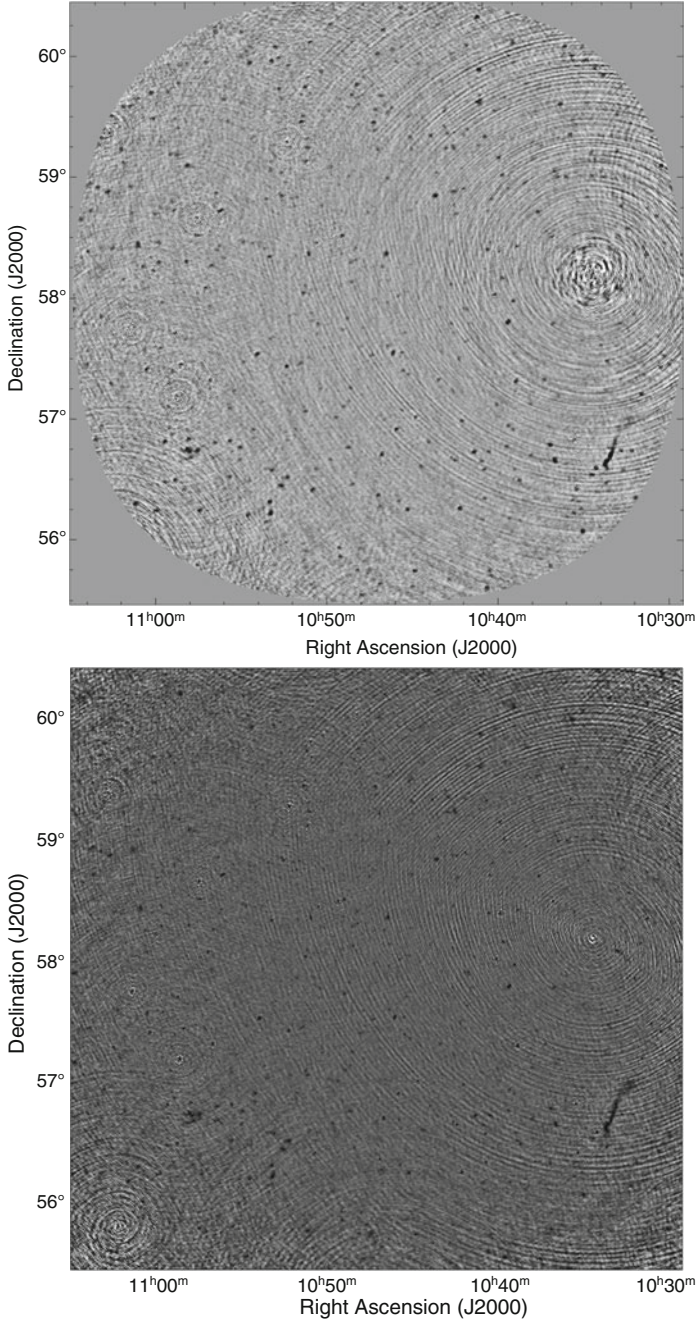 60°
59°
58°
57°
56°
Declination (J2000)
11ʰ00ᵐ 10ʰ50ᵐ 10ʰ40ᵐ 10ʰ30ᵐ
Right Ascension (J2000)
60°
59°
58°
57°
56°
Declination (J2000)
11ʰ00ᵐ 10ʰ50ᵐ 10ʰ40ᵐ 10ʰ30ᵐ
Right Ascension (J2000)